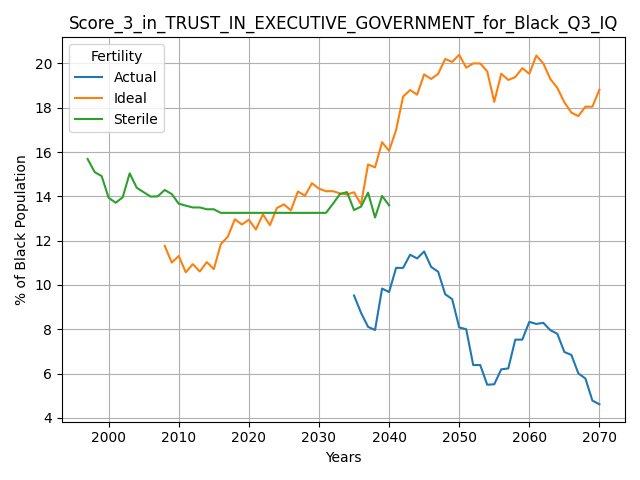 Score_3_in_TRUST_IN_EXECUTIVE_GOVERNMENT_for_Black_Q3_IQ
Fertility
Actual
Ideal
Sterile
% of Black Population
20
18
16
14
12
10
8
6
4
2000
2010
2020
2030
2040
2050
2060
2070
Years